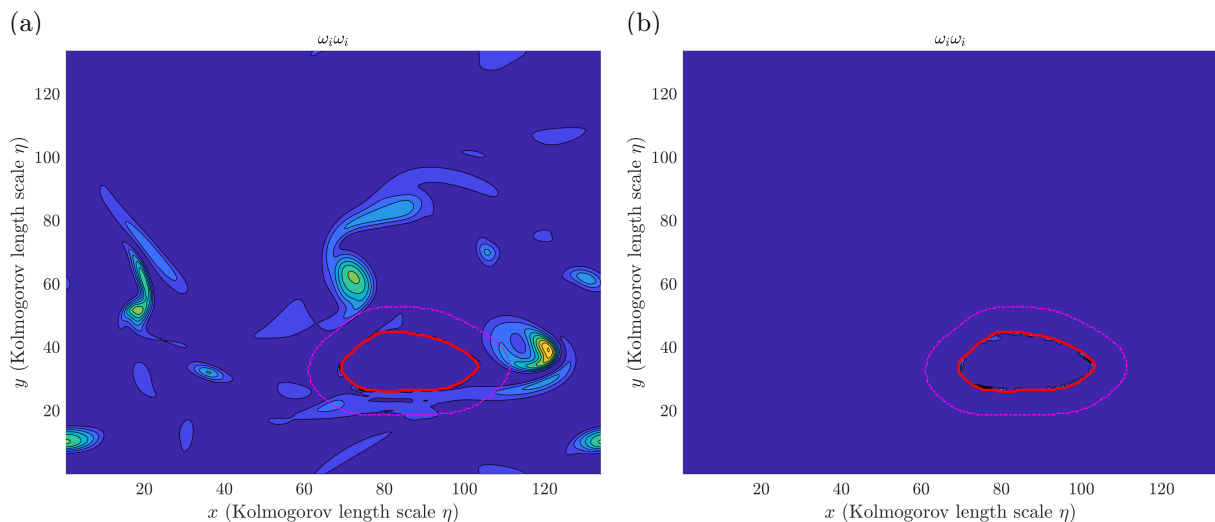 (a)
ωᵢωᵢ
120
100
80
60
40
20
y (Kolmogorov length scale η)
20 40 60 80 100 120
x (Kolmogorov length scale η)
(b)
ωᵢωᵢ
120
100
80
60
40
20
y (Kolmogorov length scale η)
20 40 60 80 100 120
x (Kolmogorov length scale η)